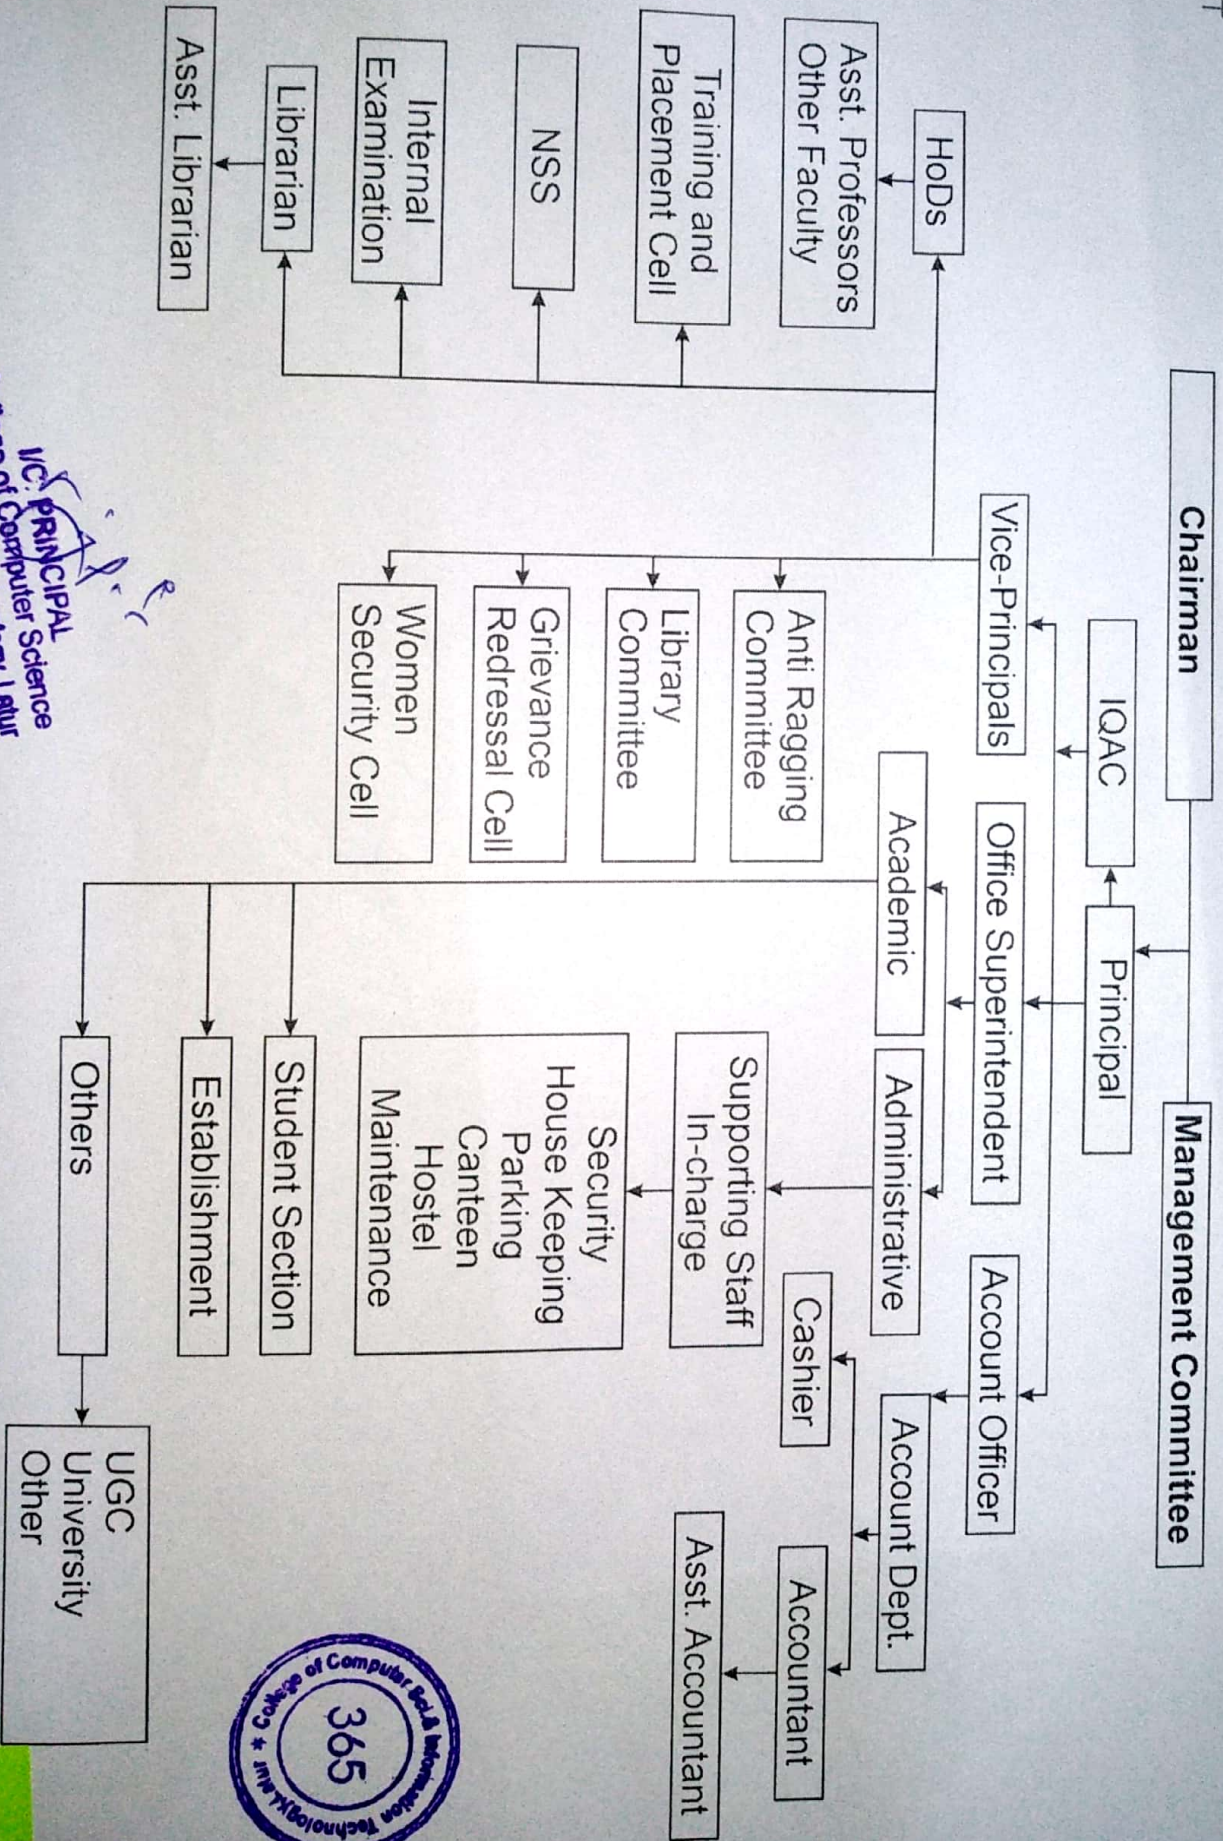 Chairman
Management Committee
IQAC
Principal
Vice-Principals
Office Superintendent
Account Officer
HoDs
Academic
Administrative
Account Dept.
Asst. Professors
Other Faculty
Anti Ragging
Committee
Cashier
Accountant
Training and
Placement Cell
Library
Committee
Supporting Staff
In-charge
Asst. Accountant
NSS
Grievance
Redressal Cell
Security
House Keeping
Parking
Canteen
Hostel
Maintenance
Internal
Examination
Women
Security Cell
Librarian
Student Section
Asst. Librarian
Establishment
Others
UGC
University
Other
I/C. PRINCIPAL
of Computer Science
Latur
College of Computer Sci.& Information Technology, Latur *
365